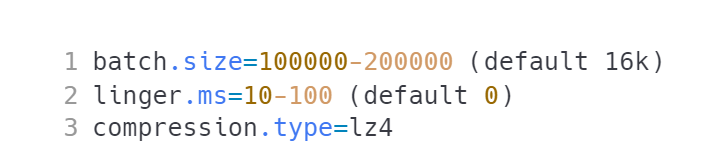 1 batch.size=100000-200000 (default 16k)
2 linger.ms=10-100 (default 0)
3 compression.type=lz4